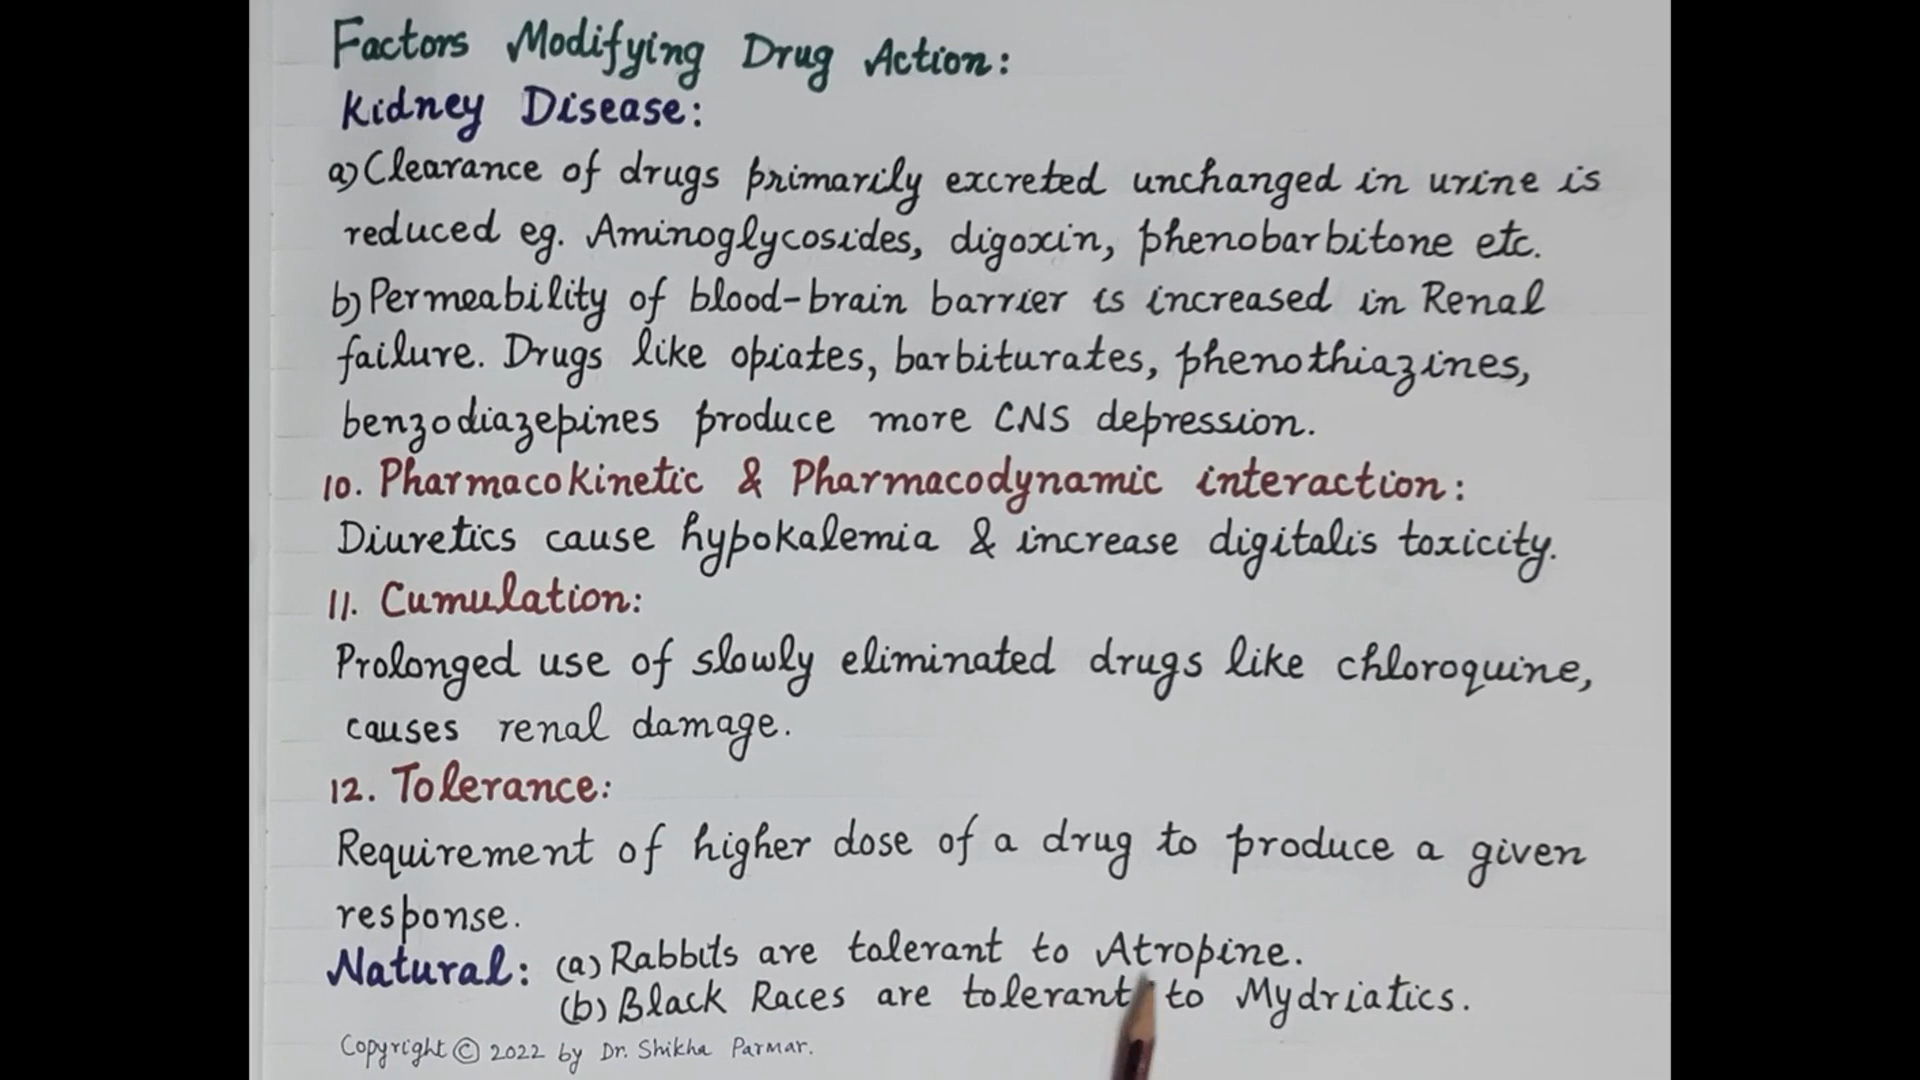 Factors Modifying Drug Action:
Kidney Disease:
a) Clearance of drugs primarily excreted unchanged in urine is
reduced eg. Aminoglycosides, digoxin, phenobarbitone etc.
b) Permeability of blood-brain barrier is increased in Renal
failure. Drugs like opiates, barbiturates, phenothiazines,
benzodiazepines produce more CNS depression.
10. Pharmacokinetic & Pharmacodynamic interaction:
Diuretics cause hypokalemia & increase digitalis toxicity.
11. Cumulation:
Prolonged use of slowly eliminated drugs like chloroquine,
causes renal damage.
12. Tolerance:
Requirement of higher dose of a drug to produce a given
response.
Natural: (a) Rabbits are tolerant to Atropine.
(b) Black Races are tolerant to Mydriatics.
Copyright © 2022 by Dr. Shikha Parmar.